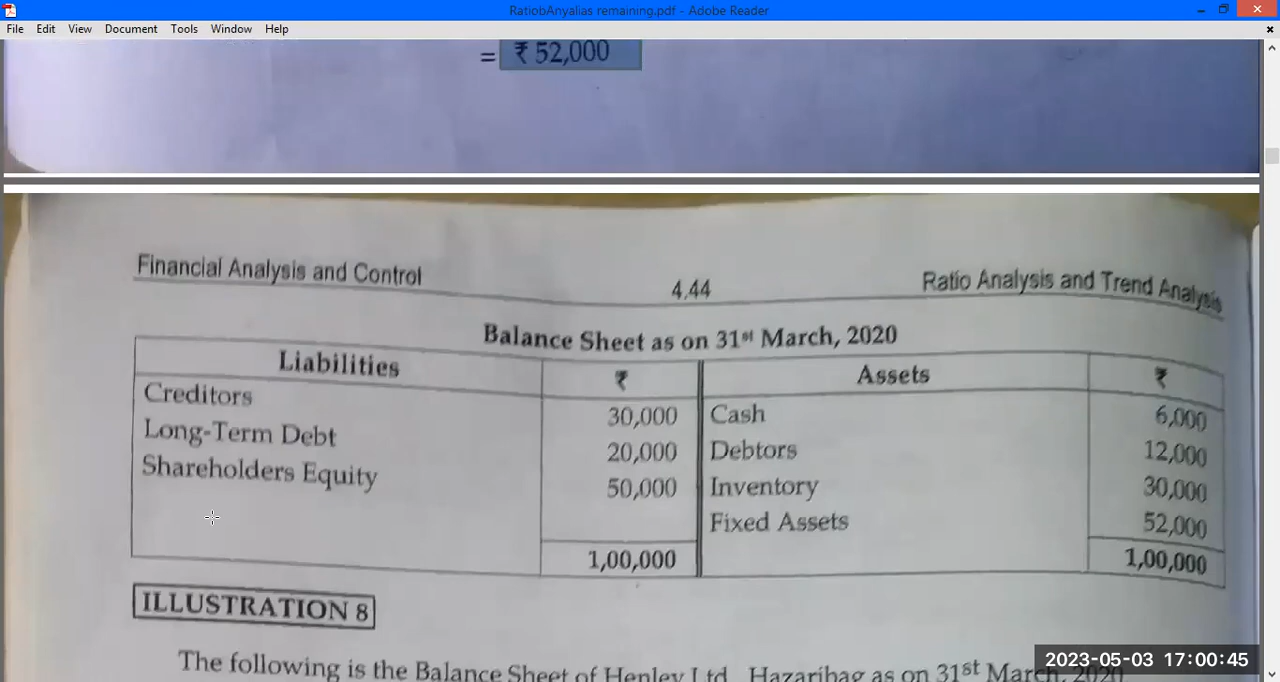 RatiobAnyalias remaining.pdf - Adobe Reader
File Edit View Document Tools Window Help
= ₹ 52,000
Financial Analysis and Control 4.44 Ratio Analysis and Trend Analysis
Balance Sheet as on 31st March, 2020
Liabilities ₹ Assets ₹
Creditors 30,000 Cash 6,000
Long-Term Debt 20,000 Debtors 12,000
Shareholders Equity 50,000 Inventory 30,000
Fixed Assets 52,000
1,00,000 1,00,000
ILLUSTRATION 8
The following is the Balance Sheet of Henley Ltd., Hazaribag as on 31st March, 2020
2023-05-03 17:00:45